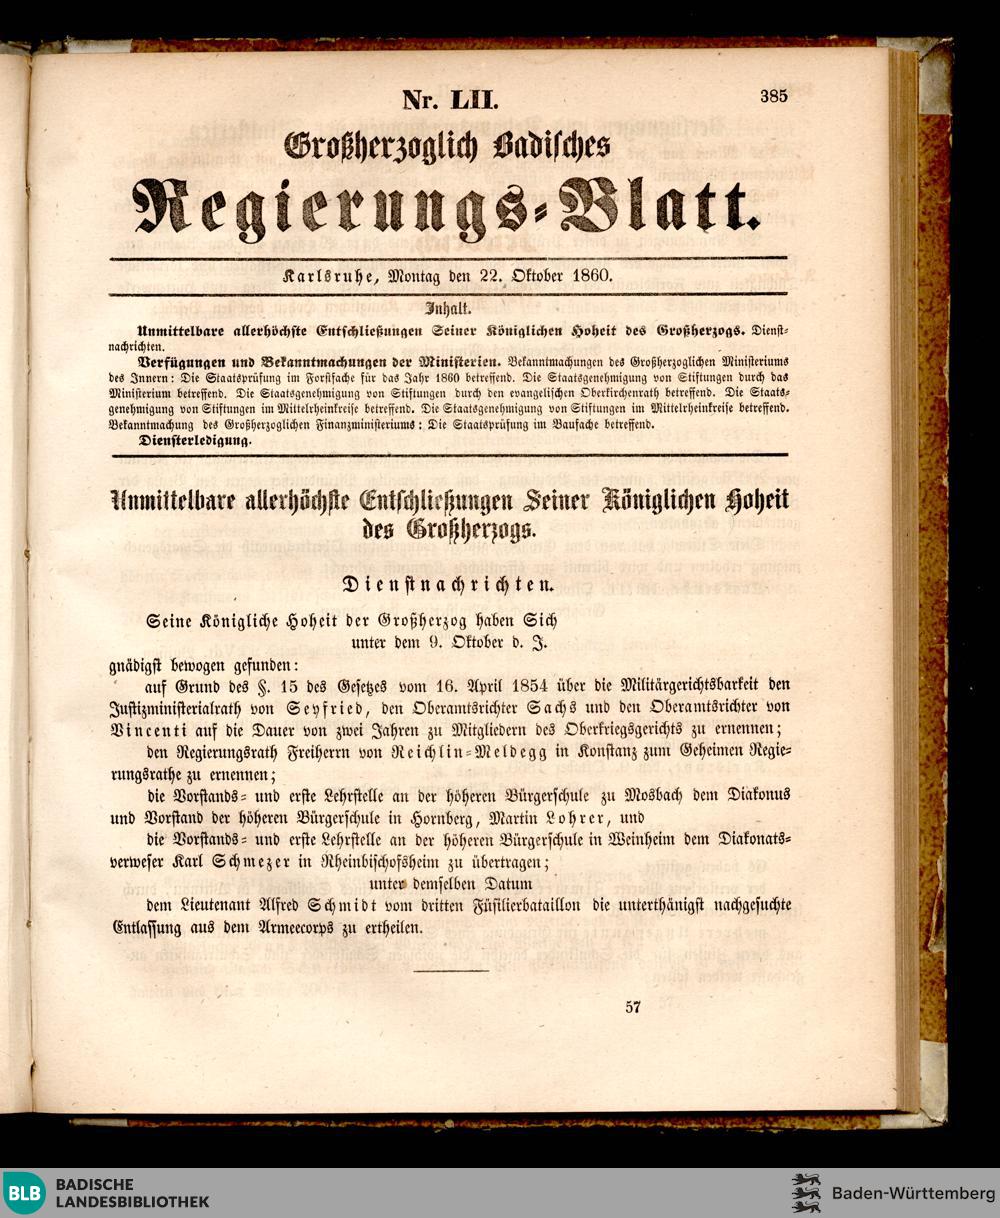 Nr. LII.
385
Großherzoglich Badisches
Regierungs-Blatt.
Karlsruhe, Montag den 22. Oktober 1860.
Inhalt.
Unmittelbare allerhöchste Entschließungen Seiner Königlichen Hoheit des Großherzogs. Dienst-
nachrichten.
Verfügungen und Bekanntmachungen der Ministerien. Bekanntmachungen des Großherzoglichen Ministeriums
des Innern: Die Staatsprüfung im Forstfache für das Jahr 1860 betreffend. Die Staatsgenehmigung von Stiftungen durch das
Ministerium betreffend. Die Staatsgenehmigung von Stiftungen durch den evangelischen Oberkirchenrath betreffend. Die Staats-
genehmigung von Stiftungen im Mittelrheinkreise betreffend. Die Staatsgenehmigung von Stiftungen im Mittelrheinkreise betreffend.
Bekanntmachung des Großherzoglichen Finanzministeriums: Die Staatsprüfung im Baufache betreffend.
Diensterledigung.
Unmittelbare allerhöchste Entschließungen Seiner Königlichen Hoheit
des Großherzogs.
Dienstnachrichten.
Seine Königliche Hoheit der Großherzog haben Sich
unter dem 9. Oktober d. J.
gnädigst bewogen gefunden:
auf Grund des §. 15 des Gesetzes vom 16. April 1854 über die Militärgerichtsbarkeit den
Justizministerialrath von Seyfried, den Oberamtsrichter Sachs und den Oberamtsrichter von
Vincenti auf die Dauer von zwei Jahren zu Mitgliedern des Oberkriegsgerichts zu ernennen;
den Regierungsrath Freiherrn von Reichlin-Meldegg in Konstanz zum Geheimen Regie-
rungsrathe zu ernennen;
die Vorstands- und erste Lehrstelle an der höheren Bürgerschule zu Mosbach dem Diakonus
und Vorstand der höheren Bürgerschule in Hornberg, Martin Lohrer, und
die Vorstands- und erste Lehrstelle an der höheren Bürgerschule in Weinheim dem Diakonats-
verweser Karl Schmezer in Rheinbischofsheim zu übertragen;
unter demselben Datum
dem Lieutenant Alfred Schmidt vom dritten Füsilierbataillon die unterthänigst nachgesuchte
Entlassung aus dem Armeecorps zu ertheilen.
57
BLB BADISCHE
LANDESBIBLIOTHEK
Baden-Württemberg